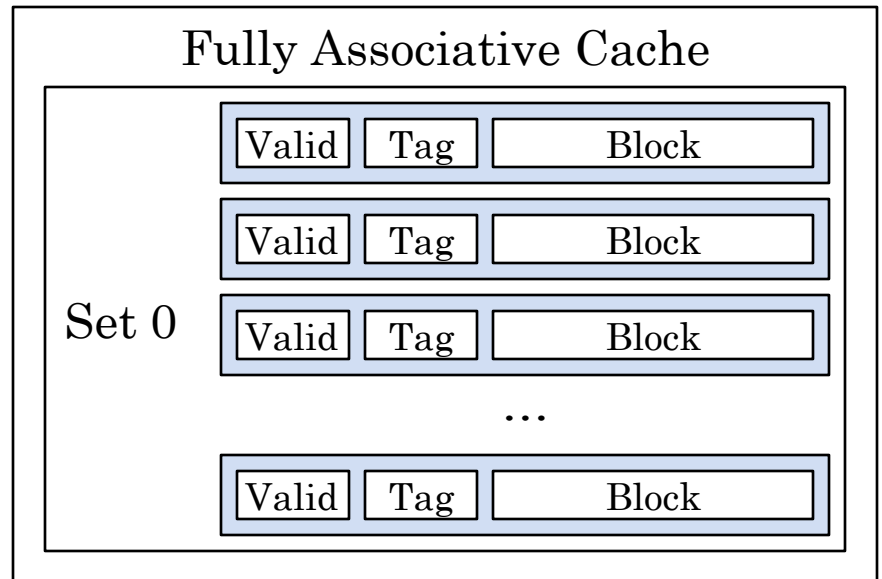 Fully Associative Cache
Valid Tag Block
Valid Tag Block
Set 0
Valid Tag Block
...
Valid Tag Block